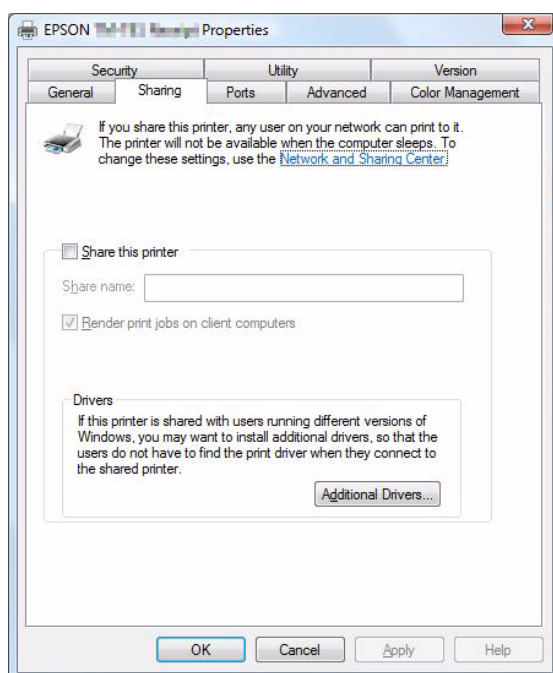 EPSON Receipt Properties
Security Utility Version
General Sharing Ports Advanced Color Management
If you share this printer, any user on your network can print to it.
The printer will not be available when the computer sleeps. To
change these settings, use the Network and Sharing Center.
Share this printer
Share name:
Render print jobs on client computers
Drivers
If this printer is shared with users running different versions of
Windows, you may want to install additional drivers, so that the
users do not have to find the print driver when they connect to
the shared printer.
Additional Drivers...
OK Cancel Apply Help